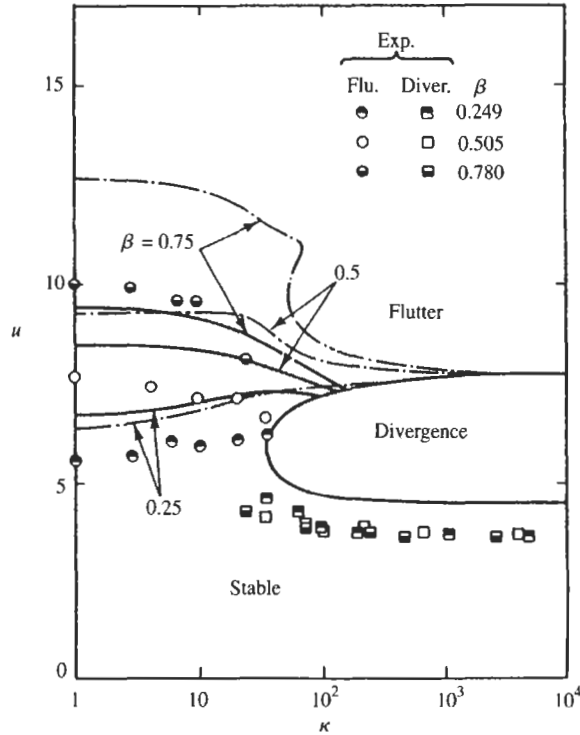 15
Exp.
Flu. Diver. β
0.249
0.505
0.780
β = 0.75
10
0.5
u
Flutter
Divergence
5
0.25
Stable
0
1 10 10² 10³ 10⁴
κ